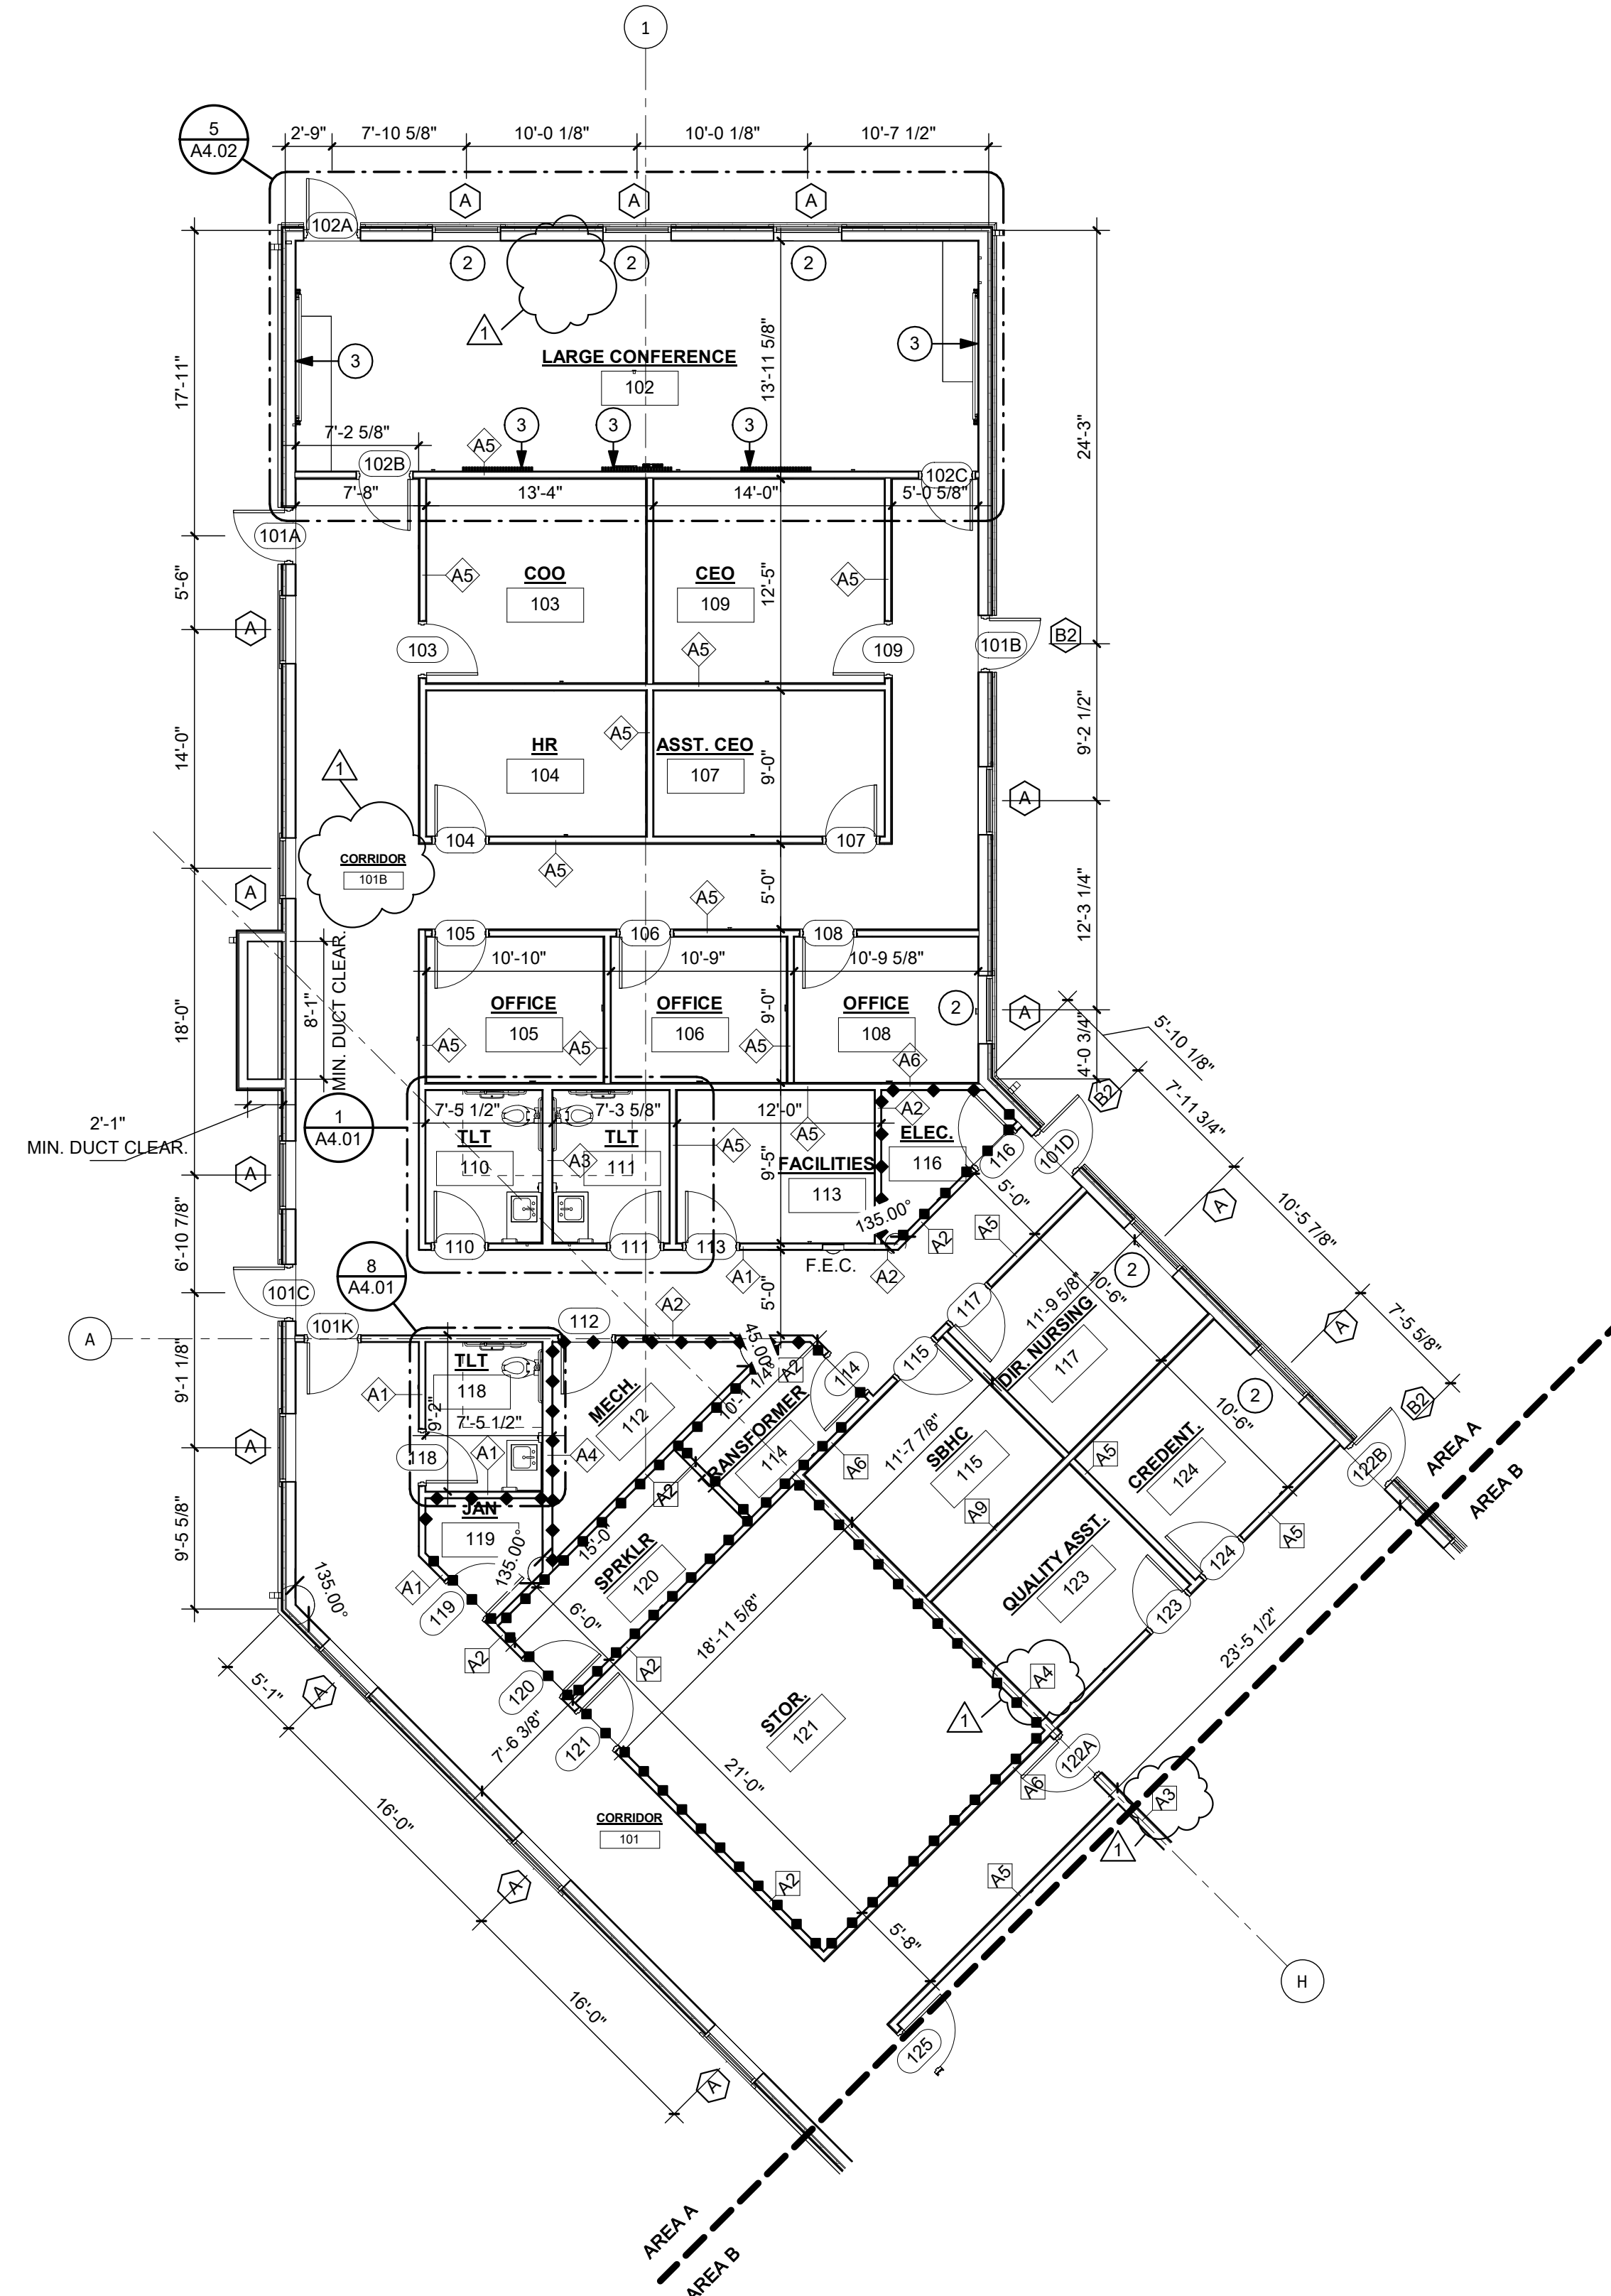 1
5
A4.02
2'-9"
7'-10 5/8"
10'-0 1/8"
10'-0 1/8"
10'-7 1/2"
A
A
A
102A
2
2
2
1
17'-11"
3
LARGE CONFERENCE
102
13'-11 5/8"
3
24'-3"
7'-2 5/8"
A5
3
3
3
102B
102C
7'-8"
13'-4"
14'-0"
5'-0 5/8"
101A
5'-6"
A5
COO
103
CEO
109
12'-5"
A5
A
103
A5
109
101B
B2
14'-0"
HR
104
A5
ASST. CEO
107
9'-0"
9'-2 1/2"
1
A
104
107
CORRIDOR
101B
A5
A
A5
5'-0"
12'-3 1/4"
105
106
108
10'-10"
10'-9"
10'-9 5/8"
18'-0"
8'-1"
MIN. DUCT CLEAR.
OFFICE
105
OFFICE
106
9'-0"
OFFICE
108
2
A
A5
A5
A5
A6
4'-0 3/4"
5'-10 1/8"
7'-11 3/4"
B2
2'-1"
MIN. DUCT CLEAR.
1
A4.01
7'-5 1/2"
7'-3 5/8"
12'-0"
A2
TLT
110
A3
TLT
111
A5
A5
9'-5"
FACILITIES
113
ELEC.
116
116
101D
A
5'-0"
135.00°
A2
A5
A
10'-5 7/8"
6'-10 7/8"
110
111
113
A1
F.E.C.
A2
5'-0"
8
A4.01
101C
A2
117
11'-9 5/8"
10'-6"
2
DIR. NURSING
117
A
7'-5 5/8"
A
101K
112
45.00°
A2
114
115
9'-1 1/8"
TLT
118
A1
9'-2"
7'-5 1/2"
MECH.
112
10'-1 1/4"
TRANSFORMER
114
2
10'-6"
B2
A
118
A1
A4
A2
A6
11'-7 7/8"
SBHC
115
A5
CREDENT.
124
122B
AREA A
AREA B
9'-5 5/8"
JAN
119
15'-0"
135.00°
A9
A5
SPRKLR
120
QUALITY ASST.
123
124
135.00°
A1
119
6'-0"
18'-11 5/8"
123
23'-5 1/2"
A2
A2
A4
5'-1"
A
120
1
STOR.
121
7'-6 3/8"
121
122A
21'-0"
A6
A3
16'-0"
CORRIDOR
101
1
A
A2
A5
5'-8"
H
16'-0"
125
A
AREA A
AREA B